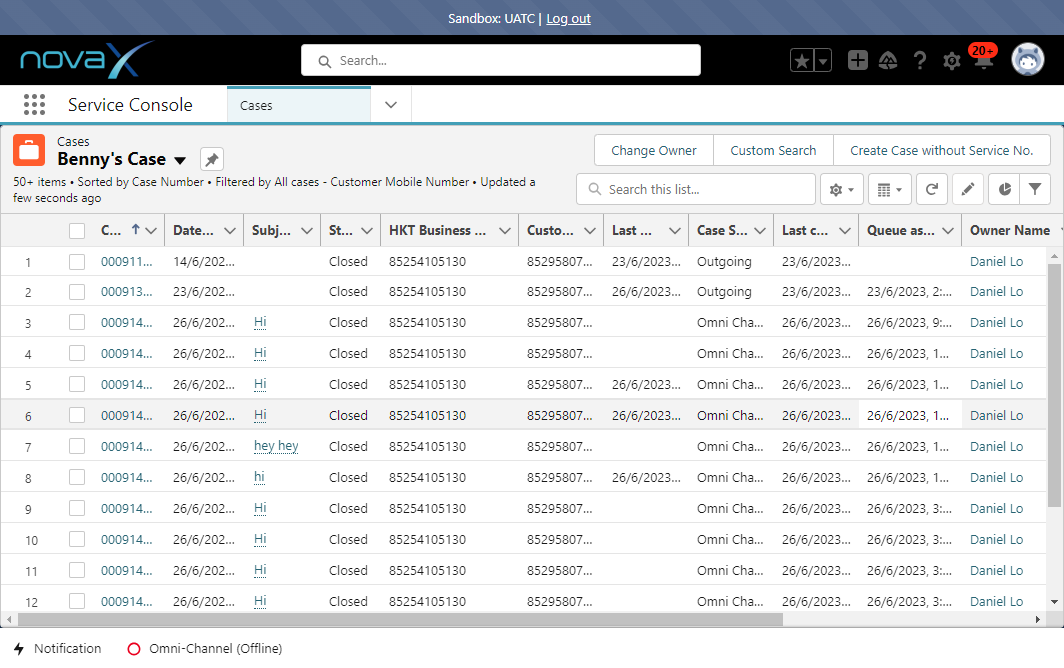 Sandbox: UATC | Log out
novaX
Search...
20+
Service Console
Cases
Cases
Benny's Case
Change Owner
Custom Search
Create Case without Service No.
50+ items • Sorted by Case Number • Filtered by All cases - Customer Mobile Number • Updated a
few seconds ago
Search this list...
C... Date... Subj... St... HKT Business ... Custo... Last ... Case S... Last c... Queue as... Owner Name
1 000911... 14/6/202... Closed 85254105130 85295807... 23/6/2023... Outgoing 23/6/2023... Daniel Lo
2 000913... 23/6/202... Closed 85254105130 85295807... 26/6/2023... Outgoing 23/6/2023... 23/6/2023, 2:... Daniel Lo
3 000914... 26/6/202... Hi Closed 85254105130 85295807... Omni Cha... 26/6/2023... 26/6/2023, 9:... Daniel Lo
4 000914... 26/6/202... Hi Closed 85254105130 85295807... Omni Cha... 26/6/2023... 26/6/2023, 1... Daniel Lo
5 000914... 26/6/202... Hi Closed 85254105130 85295807... 26/6/2023... Omni Cha... 26/6/2023... 26/6/2023, 1... Daniel Lo
6 000914... 26/6/202... Hi Closed 85254105130 85295807... 26/6/2023... Omni Cha... 26/6/2023... 26/6/2023, 1... Daniel Lo
7 000914... 26/6/202... hey hey Closed 85254105130 85295807... Omni Cha... 26/6/2023... 26/6/2023, 1... Daniel Lo
8 000914... 26/6/202... hi Closed 85254105130 85295807... 26/6/2023... Omni Cha... 26/6/2023... 26/6/2023, 1... Daniel Lo
9 000914... 26/6/202... Hi Closed 85254105130 85295807... Omni Cha... 26/6/2023... 26/6/2023, 3:... Daniel Lo
10 000914... 26/6/202... Hi Closed 85254105130 85295807... Omni Cha... 26/6/2023... 26/6/2023, 3:... Daniel Lo
11 000914... 26/6/202... Hi Closed 85254105130 85295807... Omni Cha... 26/6/2023... 26/6/2023, 3:... Daniel Lo
12 000914... 26/6/202... Hi Closed 85254105130 85295807... Omni Cha... 26/6/2023... 26/6/2023, 3:... Daniel Lo
Notification
Omni-Channel (Offline)